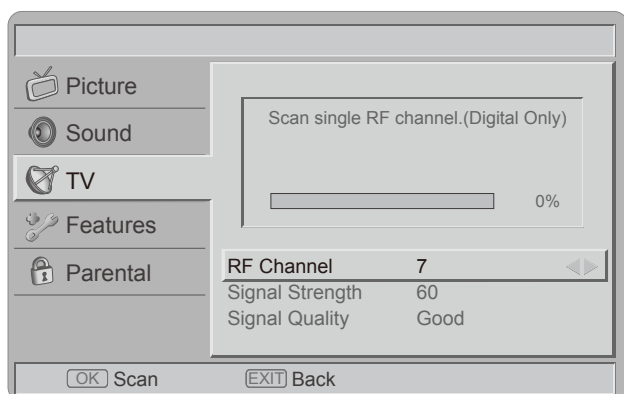 Picture
Sound
TV
Features
Parental
Scan single RF channel.(Digital Only)
0%
RF Channel 7
Signal Strength 60
Signal Quality Good
OK Scan EXIT Back